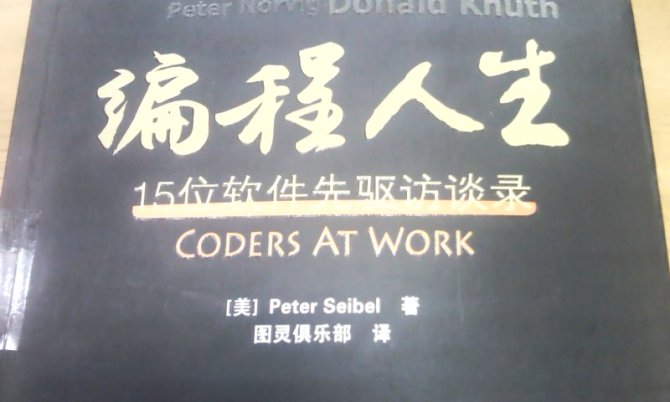 Peter Norvig Donald Knuth
编程人生
15位软件先驱访谈录
CODERS AT WORK
[美] Peter Seibel 著
图灵俱乐部 译